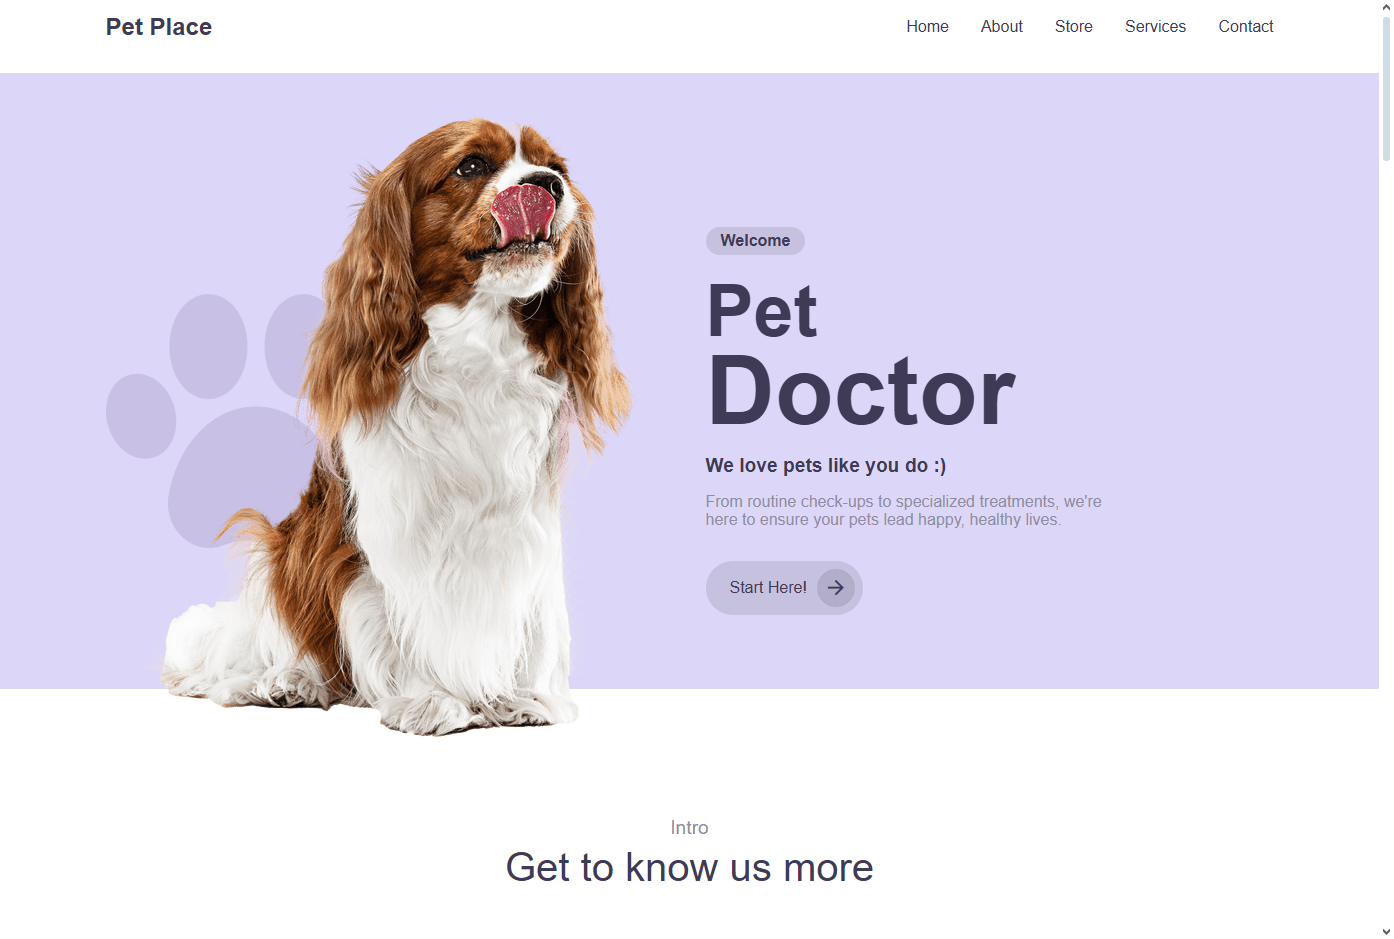 Pet Place
Home
About
Store
Services
Contact
Welcome
Pet
Doctor
We love pets like you do :)
From routine check-ups to specialized treatments, we're
here to ensure your pets lead happy, healthy lives.
Start Here!
Intro
Get to know us more